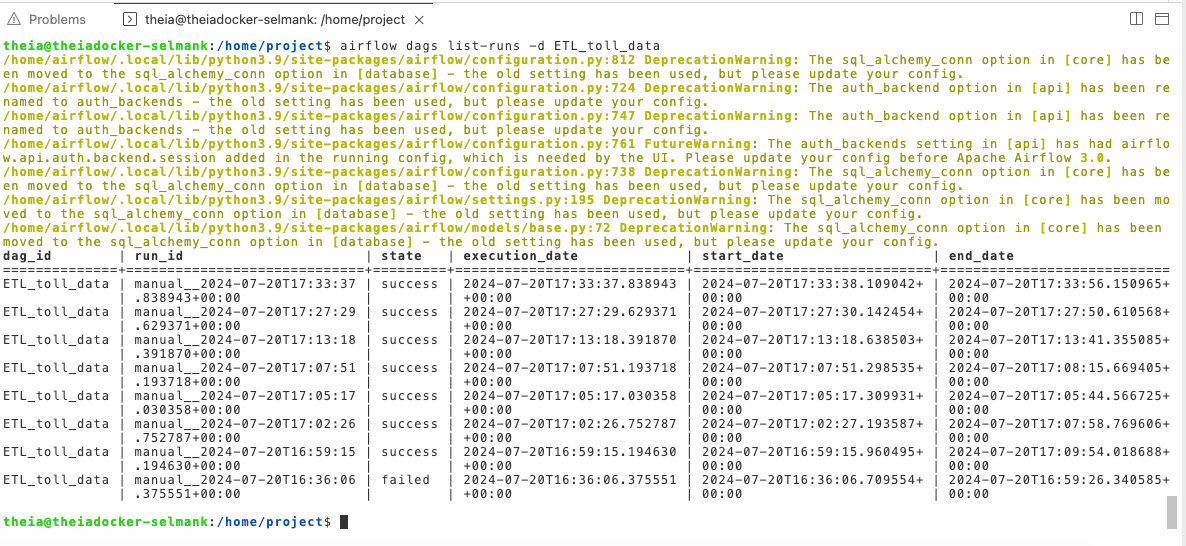 Problems
theia@theiadocker-selmank: /home/project
theia@theiadocker-selmank:/home/project$ airflow dags list-runs -d ETL_toll_data
/home/airflow/.local/lib/python3.9/site-packages/airflow/configuration.py:812 DeprecationWarning: The sql_alchemy_conn option in [core] has be
en moved to the sql_alchemy_conn option in [database] - the old setting has been used, but please update your config.
/home/airflow/.local/lib/python3.9/site-packages/airflow/configuration.py:724 DeprecationWarning: The auth_backend option in [api] has been re
named to auth_backends - the old setting has been used, but please update your config.
/home/airflow/.local/lib/python3.9/site-packages/airflow/configuration.py:747 DeprecationWarning: The auth_backend option in [api] has been re
named to auth_backends - the old setting has been used, but please update your config.
/home/airflow/.local/lib/python3.9/site-packages/airflow/configuration.py:761 FutureWarning: The auth_backends setting in [api] has had airflo
w.api.auth.backend.session added in the running config, which is needed by the UI. Please update your config before Apache Airflow 3.0.
/home/airflow/.local/lib/python3.9/site-packages/airflow/configuration.py:738 DeprecationWarning: The sql_alchemy_conn option in [core] has be
en moved to the sql_alchemy_conn option in [database] - the old setting has been used, but please update your config.
/home/airflow/.local/lib/python3.9/site-packages/airflow/settings.py:195 DeprecationWarning: The sql_alchemy_conn option in [core] has been mo
ved to the sql_alchemy_conn option in [database] - the old setting has been used, but please update your config.
/home/airflow/.local/lib/python3.9/site-packages/airflow/models/base.py:72 DeprecationWarning: The sql_alchemy_conn option in [core] has been 
moved to the sql_alchemy_conn option in [database] - the old setting has been used, but please update your config.
dag_id        | run_id                     | state   | execution_date             | start_date                 | end_date
==============+============================+=========+============================+============================+===========================
ETL_toll_data | manual__2024-07-20T17:33:37 | success | 2024-07-20T17:33:37.838943 | 2024-07-20T17:33:38.109042+ | 2024-07-20T17:33:56.150965+
              | .838943+00:00              |         | +00:00                     | 00:00                      | 00:00
ETL_toll_data | manual__2024-07-20T17:27:29 | success | 2024-07-20T17:27:29.629371 | 2024-07-20T17:27:30.142454+ | 2024-07-20T17:27:50.610568+
              | .629371+00:00              |         | +00:00                     | 00:00                      | 00:00
ETL_toll_data | manual__2024-07-20T17:13:18 | success | 2024-07-20T17:13:18.391870 | 2024-07-20T17:13:18.638503+ | 2024-07-20T17:13:41.355085+
              | .391870+00:00              |         | +00:00                     | 00:00                      | 00:00
ETL_toll_data | manual__2024-07-20T17:07:51 | success | 2024-07-20T17:07:51.193718 | 2024-07-20T17:07:51.298535+ | 2024-07-20T17:08:15.669405+
              | .193718+00:00              |         | +00:00                     | 00:00                      | 00:00
ETL_toll_data | manual__2024-07-20T17:05:17 | success | 2024-07-20T17:05:17.030358 | 2024-07-20T17:05:17.309931+ | 2024-07-20T17:05:44.566725+
              | .030358+00:00              |         | +00:00                     | 00:00                      | 00:00
ETL_toll_data | manual__2024-07-20T17:02:26 | success | 2024-07-20T17:02:26.752787 | 2024-07-20T17:02:27.193587+ | 2024-07-20T17:07:58.769606+
              | .752787+00:00              |         | +00:00                     | 00:00                      | 00:00
ETL_toll_data | manual__2024-07-20T16:59:15 | success | 2024-07-20T16:59:15.194630 | 2024-07-20T16:59:15.960495+ | 2024-07-20T17:09:54.018688+
              | .194630+00:00              |         | +00:00                     | 00:00                      | 00:00
ETL_toll_data | manual__2024-07-20T16:36:06 | failed  | 2024-07-20T16:36:06.375551 | 2024-07-20T16:36:06.709554+ | 2024-07-20T16:59:26.340585+
              | .375551+00:00              |         | +00:00                     | 00:00                      | 00:00
theia@theiadocker-selmank:/home/project$